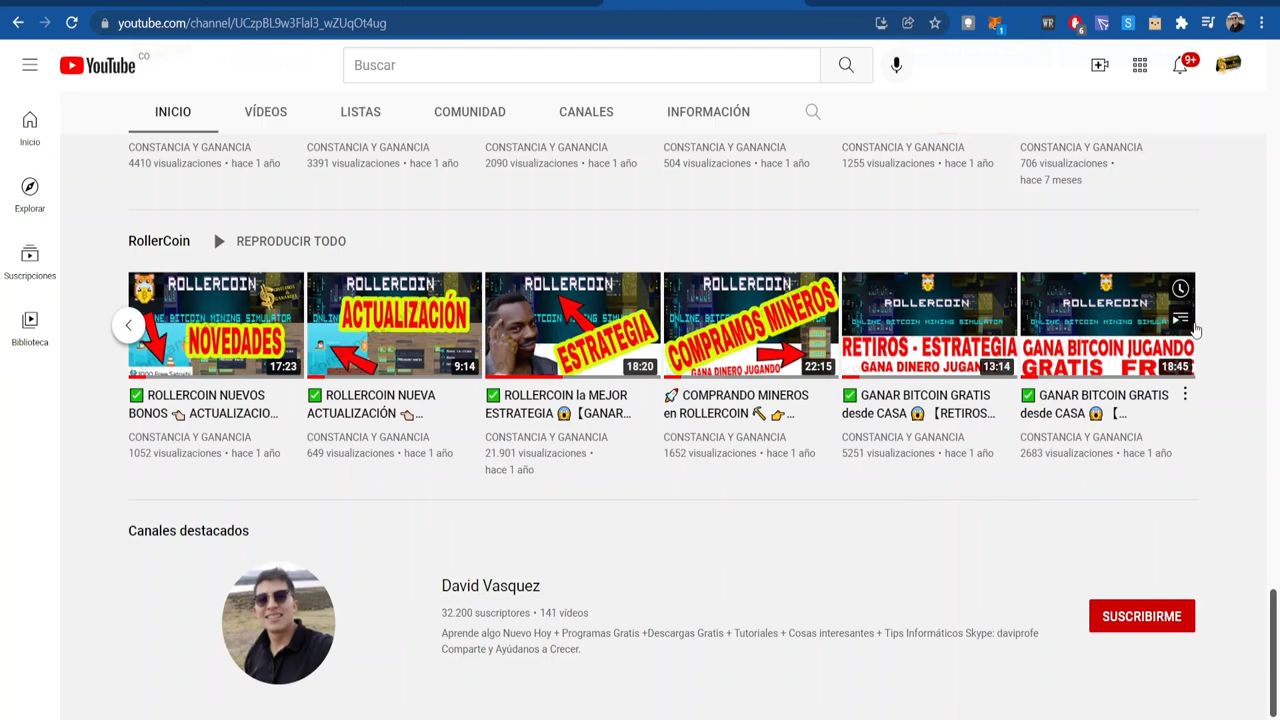 youtube.com/channel/UCzpBL9w3Flal3_wZUqOt4ug
YouTube CO
Buscar
9+
INICIO VÍDEOS LISTAS COMUNIDAD CANALES INFORMACIÓN
Inicio
Explorar
Suscripciones
Biblioteca
CONSTANCIA Y GANANCIA
4410 visualizaciones • hace 1 año
CONSTANCIA Y GANANCIA
3391 visualizaciones • hace 1 año
CONSTANCIA Y GANANCIA
2090 visualizaciones • hace 1 año
CONSTANCIA Y GANANCIA
504 visualizaciones • hace 1 año
CONSTANCIA Y GANANCIA
1255 visualizaciones • hace 1 año
CONSTANCIA Y GANANCIA
706 visualizaciones •
hace 7 meses
RollerCoin REPRODUCIR TODO
ROLLERCOIN
NOVEDADES
17:23
✅ ROLLERCOIN NUEVOS
BONOS 👈🏻 ACTUALIZACIO...
CONSTANCIA Y GANANCIA
1052 visualizaciones • hace 1 año
ROLLERCOIN
ACTUALIZACIÓN
9:14
✅ ROLLERCOIN NUEVA
ACTUALIZACIÓN 👈🏻...
CONSTANCIA Y GANANCIA
649 visualizaciones • hace 1 año
ROLLERCOIN
ESTRATEGIA
18:20
✅ ROLLERCOIN la MEJOR
ESTRATEGIA 😱【GANAR...
CONSTANCIA Y GANANCIA
21.901 visualizaciones •
hace 1 año
ROLLERCOIN
COMPRAMOS MINEROS
22:15
🚀 COMPRANDO MINEROS
en ROLLERCOIN 🔨 👉...
CONSTANCIA Y GANANCIA
1652 visualizaciones • hace 1 año
ROLLERCOIN
ONLINE BITCOIN MINING SIMULATOR
RETIROS - ESTRATEGIA
GANA DINERO
13:14
✅ GANAR BITCOIN GRATIS
desde CASA 😱【RETIROS...
CONSTANCIA Y GANANCIA
5251 visualizaciones • hace 1 año
ROLLERCOIN
ONLINE BITCOIN MINING
GANA BITCOIN JUGANDO
GRATIS
18:45
✅ GANAR BITCOIN GRATIS
desde CASA 😱【...
CONSTANCIA Y GANANCIA
2683 visualizaciones • hace 1 año
Canales destacados
David Vasquez
32.200 suscriptores • 141 vídeos
Aprende algo Nuevo Hoy + Programas Gratis +Descargas Gratis + Tutoriales + Cosas interesantes + Tips Informáticos Skype: daviprofe
Comparte y Ayúdanos a Crecer.
SUSCRIBIRME